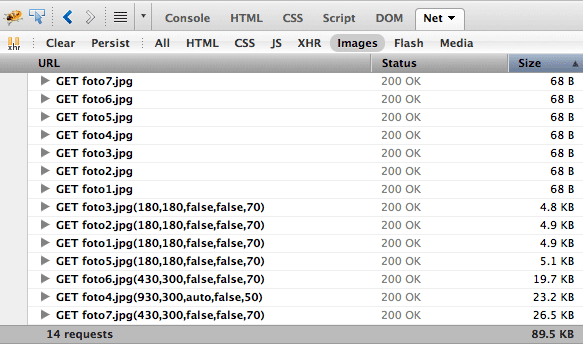 Console HTML CSS Script DOM Net
xhr Clear Persist All HTML CSS JS XHR Images Flash Media
URL Status Size
GET foto7.jpg 200 OK 68 B
GET foto6.jpg 200 OK 68 B
GET foto5.jpg 200 OK 68 B
GET foto4.jpg 200 OK 68 B
GET foto3.jpg 200 OK 68 B
GET foto2.jpg 200 OK 68 B
GET foto1.jpg 200 OK 68 B
GET foto3.jpg(180,180,false,false,70) 200 OK 4.8 KB
GET foto2.jpg(180,180,false,false,70) 200 OK 4.9 KB
GET foto1.jpg(180,180,false,false,70) 200 OK 4.9 KB
GET foto5.jpg(180,180,false,false,70) 200 OK 5.1 KB
GET foto6.jpg(430,300,false,false,70) 200 OK 19.7 KB
GET foto4.jpg(930,300,auto,false,50) 200 OK 23.2 KB
GET foto7.jpg(430,300,false,false,70) 200 OK 26.5 KB
14 requests 89.5 KB